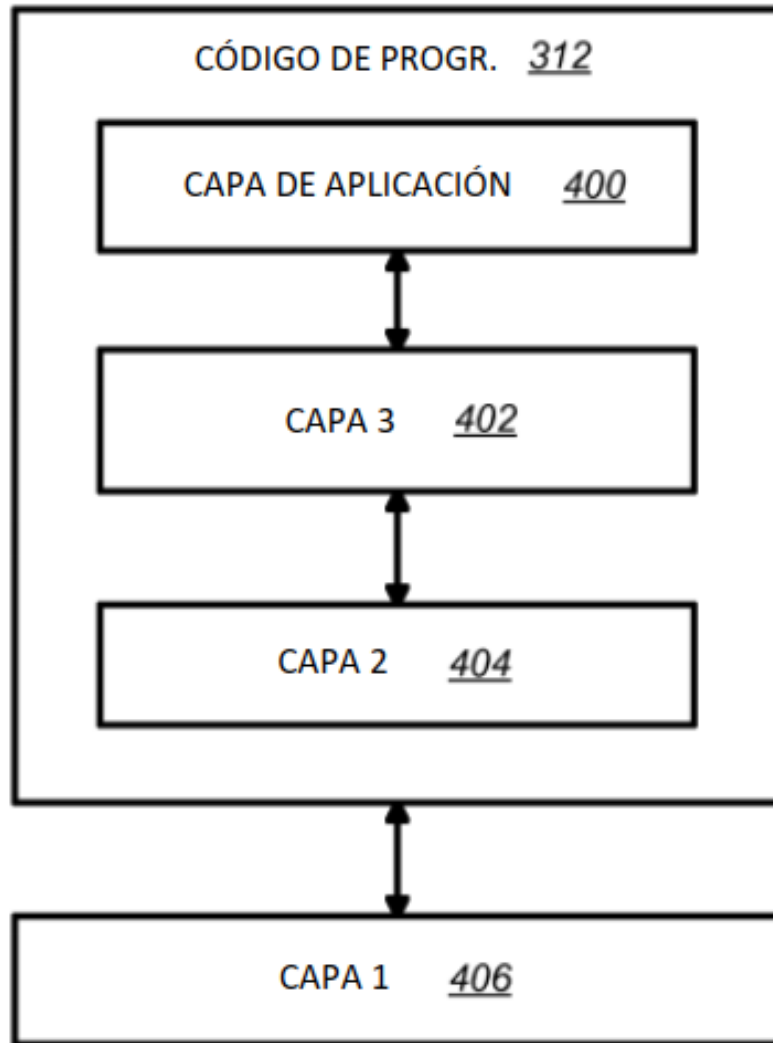 CÓDIGO DE PROGR. 312
CAPA DE APLICACIÓN 400
CAPA 3 402
CAPA 2 404
CAPA 1 406